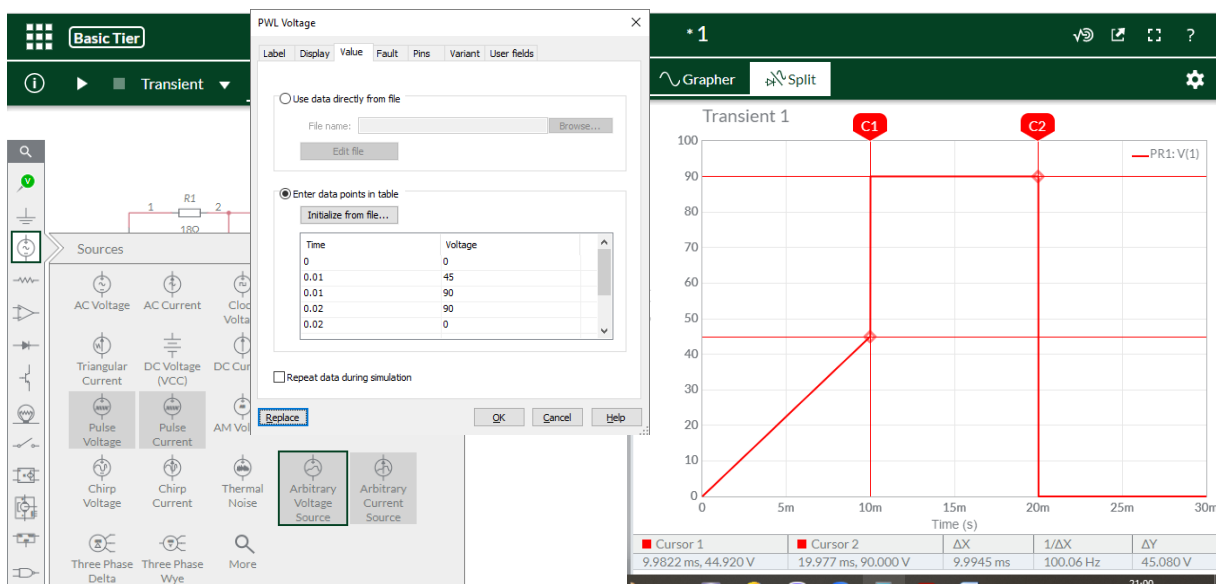 Basic Tier
Transient
PWL Voltage
Label Display Value Fault Pins Variant User fields
Use data directly from file
File name:
Browse...
Edit file
Enter data points in table
Initialize from file...
Time Voltage
0 0
0.01 45
0.01 90
0.02 90
0.02 0
Repeat data during simulation
Replace OK Cancel Help
1 R1 2
18Ω
Sources
AC Voltage AC Current
Triangular Current
DC Voltage (VCC)
Pulse Voltage
Pulse Current
Chirp Voltage
Chirp Current
Thermal Noise
Arbitrary Voltage Source
Arbitrary Current Source
Three Phase Delta
Three Phase Wye
More
*1
?
Grapher Split
Transient 1
C1 C2
PR1: V(1)
100
90
80
70
60
50
40
30
20
10
0
0 5m 10m 15m 20m 25m 30m
Time (s)
Cursor 1 Cursor 2 ΔX 1/ΔX ΔY
9.9822 ms, 44.920 V 19.977 ms, 90.000 V 9.9945 ms 100.06 Hz 45.080 V